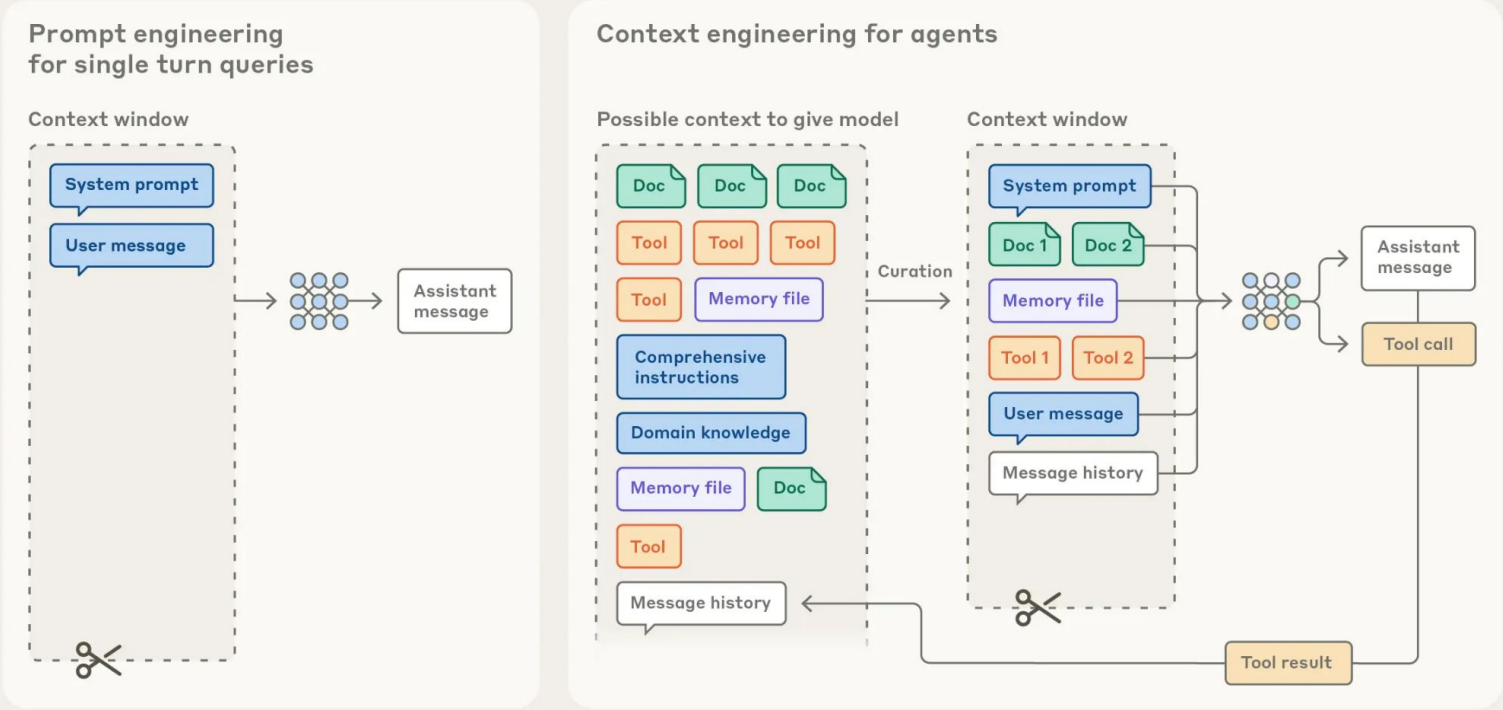 Prompt engineering
for single turn queries
Context window
System prompt
User message
Assistant
message
Context engineering for agents
Possible context to give model
Doc
Doc
Doc
Tool
Tool
Tool
Tool
Memory file
Comprehensive
instructions
Domain knowledge
Memory file
Doc
Tool
Message history
Curation
Context window
System prompt
Doc 1
Doc 2
Memory file
Tool 1
Tool 2
User message
Message history
Assistant
message
Tool call
Tool result